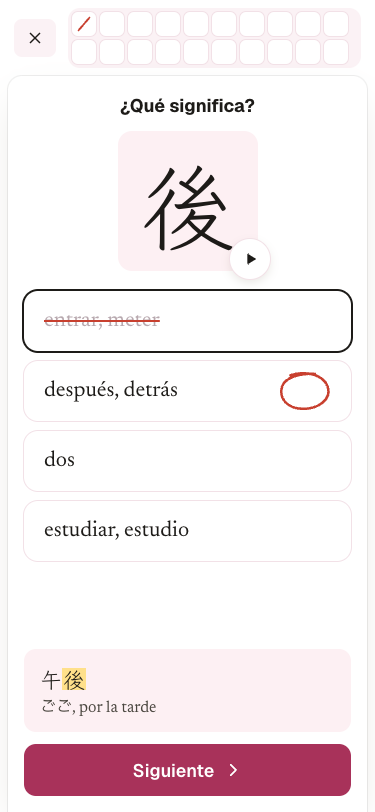 ¿Qué significa?
後
entrar, meter
después, detrás
dos
estudiar, estudio
午後
ごご, por la tarde
Siguiente